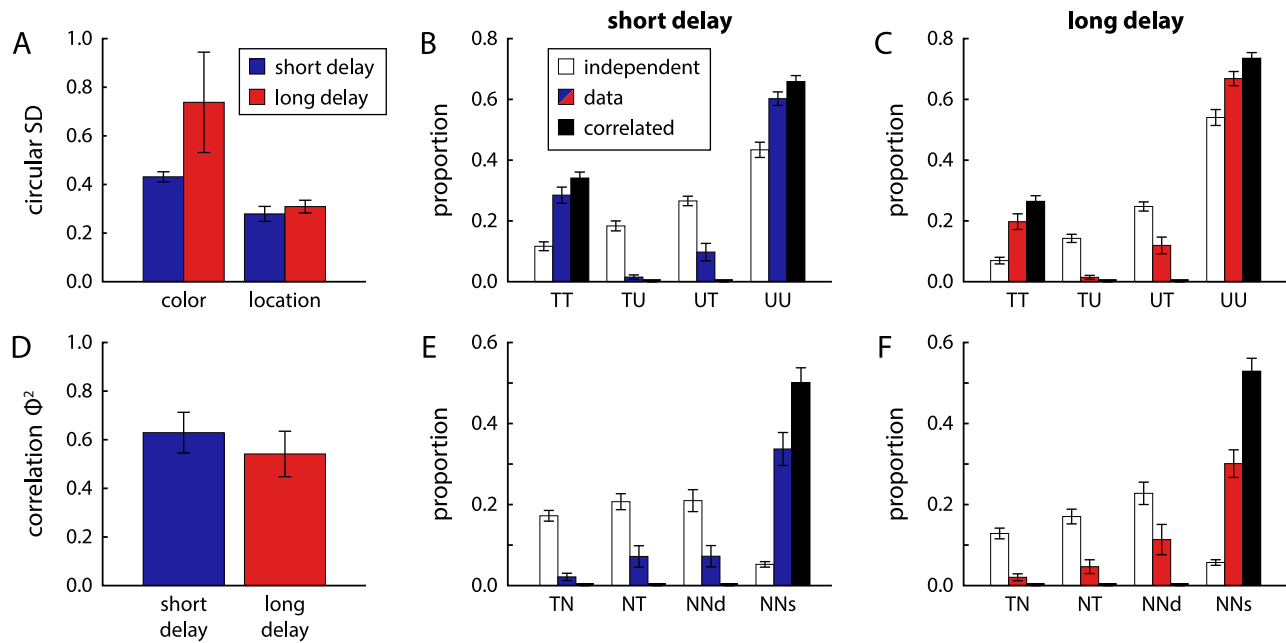 short delay
long delay
A
1.0
0.8
0.6
0.4
0.2
0.0
circular SD
short delay
long delay
color
location
B
0.8
0.6
0.4
0.2
0.0
proportion
independent
data
correlated
TT
TU
UT
UU
C
0.8
0.6
0.4
0.2
0.0
proportion
TT
TU
UT
UU
D
1.0
0.8
0.6
0.4
0.2
0.0
correlation Φ²
short
delay
long
delay
E
0.6
0.4
0.2
0.0
proportion
TN
NT
NNd
NNs
F
0.6
0.4
0.2
0.0
proportion
TN
NT
NNd
NNs